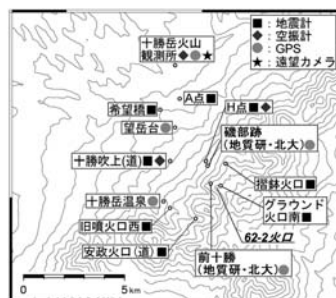 ■：地震計
◆：空振計
●：GPS
★：遠望カメラ
十勝岳火山
観測所◆●★
A点■
希望橋■
H点■◆
望岳台●
磯部跡
(地質研・北大)●
十勝吹上(道)■◆
摺鉢火口■
十勝岳温泉●
グラウンド
火口南■
旧噴火口西■
62-2火口
安政火口(道)■
前十勝
(地質研・北大)●
0
5
km